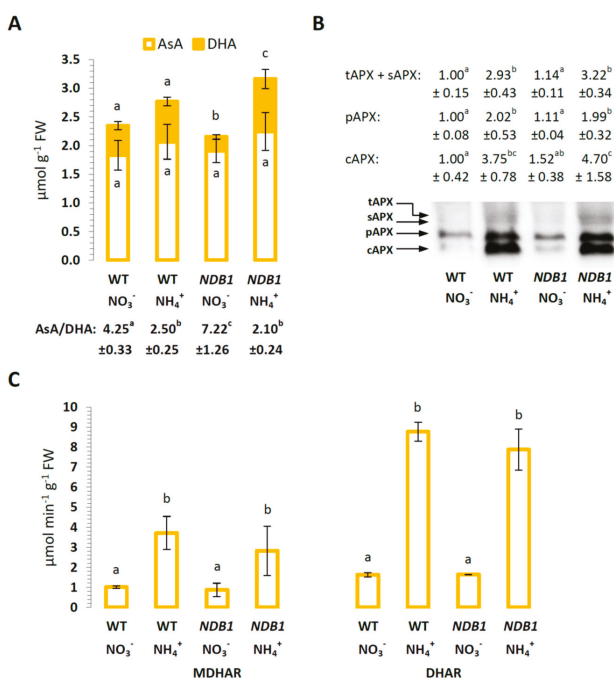 A
AsA DHA
µmol g⁻¹ FW
3.5
3.0
2.5
2.0
1.5
1.0
0.5
0.0
a a b c
a a a a
WT WT NDB1 NDB1
NO₃⁻ NH₄⁺ NO₃⁻ NH₄⁺
AsA/DHA: 4.25ᵃ 2.50ᵇ 7.22ᶜ 2.10ᵇ
±0.33 ±0.25 ±1.26 ±0.24
B
tAPX + sAPX: 1.00ᵃ 2.93ᵇ 1.14ᵃ 3.22ᵇ
± 0.15 ±0.43 ±0.11 ±0.34
pAPX: 1.00ᵃ 2.02ᵇ 1.11ᵃ 1.99ᵇ
± 0.08 ±0.53 ± 0.04 ± 0.32
cAPX: 1.00ᵃ 3.75ᵇᶜ 1.52ᵃᵇ 4.70ᶜ
± 0.42 ± 0.78 ± 0.38 ± 1.58
tAPX
sAPX
pAPX
cAPX
WT WT NDB1 NDB1
NO₃⁻ NH₄⁺ NO₃⁻ NH₄⁺
C
µmol min⁻¹ g⁻¹ FW
10
9
8
7
6
5
4
3
2
1
0
a b a b a b a b
WT WT NDB1 NDB1 WT WT NDB1 NDB1
NO₃⁻ NH₄⁺ NO₃⁻ NH₄⁺ NO₃⁻ NH₄⁺ NO₃⁻ NH₄⁺
MDHAR DHAR